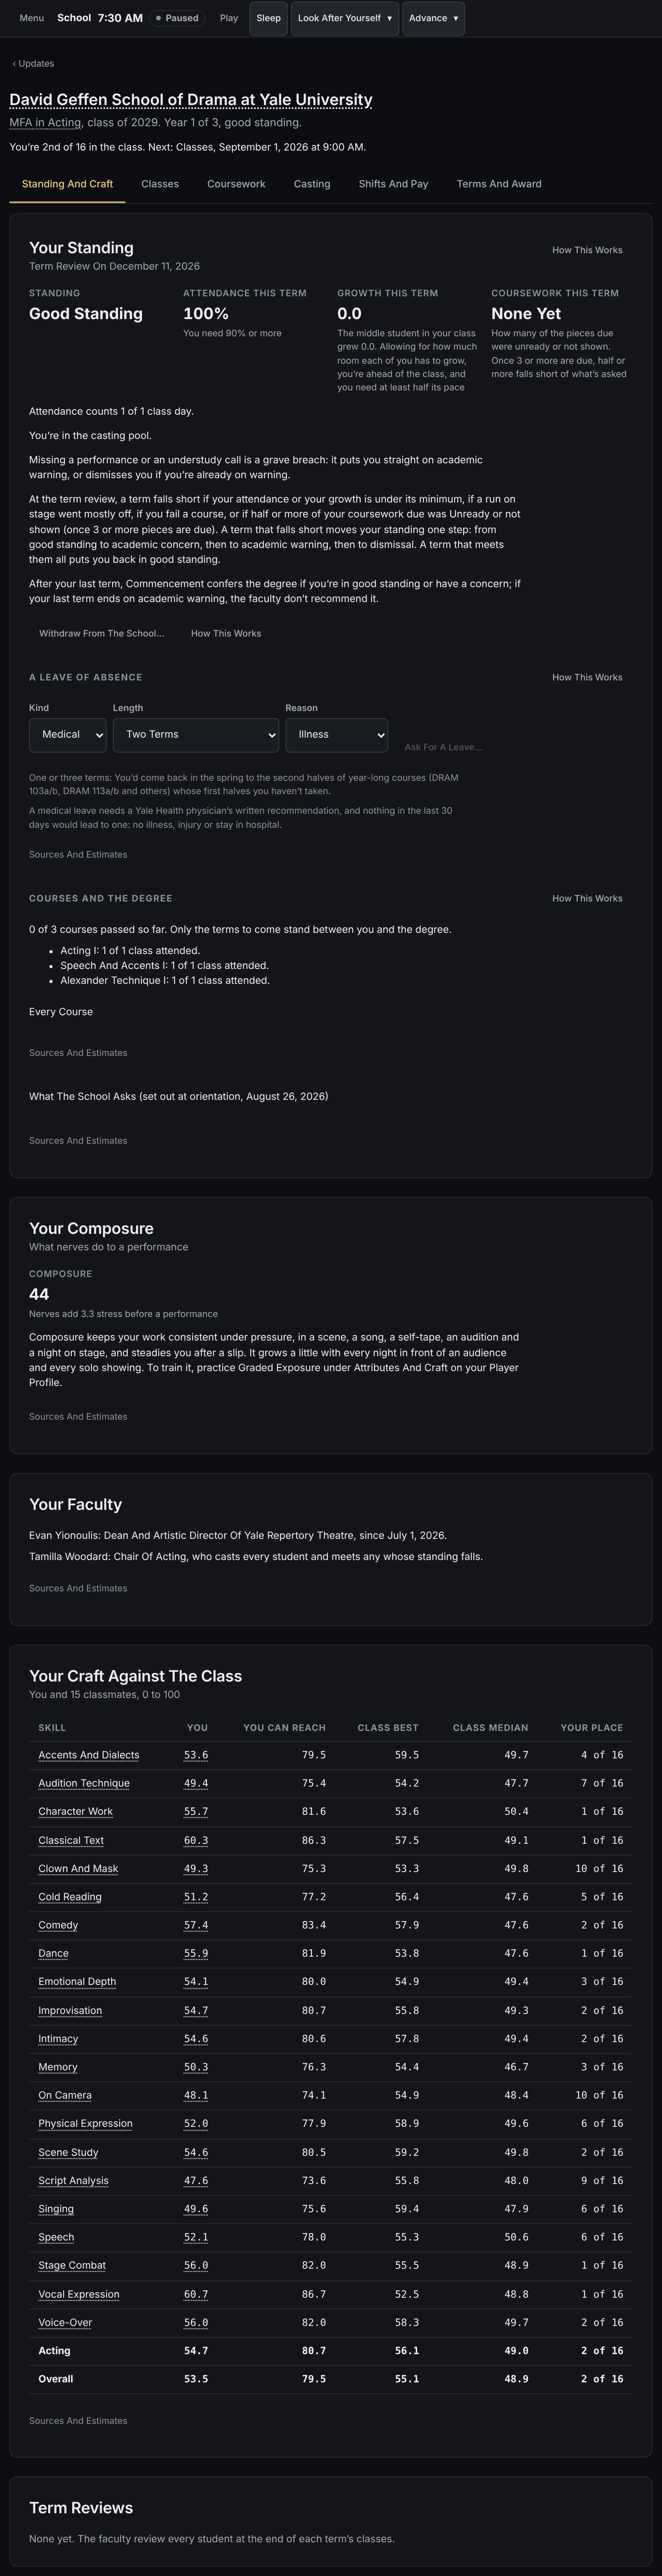 Menu School 7:30 AM Paused Play Sleep Look After Yourself ▾ Advance ▾
‹ Updates
David Geffen School of Drama at Yale University
MFA in Acting, class of 2029. Year 1 of 3, good standing.
You’re 2nd of 16 in the class. Next: Classes, September 1, 2026 at 9:00 AM.
Standing And Craft Classes Coursework Casting Shifts And Pay Terms And Award
Your Standing
How This Works
Term Review On December 11, 2026
STANDING
Good Standing
ATTENDANCE THIS TERM
100%
You need 90% or more
GROWTH THIS TERM
0.0
The middle student in your class
grew 0.0. Allowing for how much
room each of you has to grow,
you’re ahead of the class, and
you need at least half its pace
COURSEWORK THIS TERM
None Yet
How many of the pieces due
were unready or not shown.
Once 3 or more are due, half or
more falls short of what’s asked
Attendance counts 1 of 1 class day.
You’re in the casting pool.
Missing a performance or an understudy call is a grave breach: it puts you straight on academic
warning, or dismisses you if you’re already on warning.
At the term review, a term falls short if your attendance or your growth is under its minimum, if a run on
stage went mostly off, if you fail a course, or if half or more of your coursework due was Unready or not
shown (once 3 or more pieces are due). A term that falls short moves your standing one step: from
good standing to academic concern, then to academic warning, then to dismissal. A term that meets
them all puts you back in good standing.
After your last term, Commencement confers the degree if you’re in good standing or have a concern; if
your last term ends on academic warning, the faculty don’t recommend it.
Withdraw From The School... How This Works
A LEAVE OF ABSENCE
How This Works
Kind Length Reason
Medical Two Terms Illness Ask For A Leave...
One or three terms: You’d come back in the spring to the second halves of year-long courses (DRAM
103a/b, DRAM 113a/b and others) whose first halves you haven’t taken.
A medical leave needs a Yale Health physician’s written recommendation, and nothing in the last 30
days would lead to one: no illness, injury or stay in hospital.
Sources And Estimates
COURSES AND THE DEGREE
How This Works
0 of 3 courses passed so far. Only the terms to come stand between you and the degree.
• Acting I: 1 of 1 class attended.
• Speech And Accents I: 1 of 1 class attended.
• Alexander Technique I: 1 of 1 class attended.
Every Course
Sources And Estimates
What The School Asks (set out at orientation, August 26, 2026)
Sources And Estimates
Your Composure
What nerves do to a performance
COMPOSURE
44
Nerves add 3.3 stress before a performance
Composure keeps your work consistent under pressure, in a scene, a song, a self-tape, an audition and
a night on stage, and steadies you after a slip. It grows a little with every night in front of an audience
and every solo showing. To train it, practice Graded Exposure under Attributes And Craft on your Player
Profile.
Sources And Estimates
Your Faculty
Evan Yionoulis: Dean And Artistic Director Of Yale Repertory Theatre, since July 1, 2026.
Tamilla Woodard: Chair Of Acting, who casts every student and meets any whose standing falls.
Sources And Estimates
Your Craft Against The Class
You and 15 classmates, 0 to 100
SKILL YOU YOU CAN REACH CLASS BEST CLASS MEDIAN YOUR PLACE
Accents And Dialects 53.6 79.5 59.5 49.7 4 of 16
Audition Technique 49.4 75.4 54.2 47.7 7 of 16
Character Work 55.7 81.6 53.6 50.4 1 of 16
Classical Text 60.3 86.3 57.5 49.1 1 of 16
Clown And Mask 49.3 75.3 53.3 49.8 10 of 16
Cold Reading 51.2 77.2 56.4 47.6 5 of 16
Comedy 57.4 83.4 57.9 47.6 2 of 16
Dance 55.9 81.9 53.8 47.6 1 of 16
Emotional Depth 54.1 80.0 54.9 49.4 3 of 16
Improvisation 54.7 80.7 55.8 49.3 2 of 16
Intimacy 54.6 80.6 57.8 49.4 2 of 16
Memory 50.3 76.3 54.4 46.7 3 of 16
On Camera 48.1 74.1 54.9 48.4 10 of 16
Physical Expression 52.0 77.9 58.9 49.6 6 of 16
Scene Study 54.6 80.5 59.2 49.8 2 of 16
Script Analysis 47.6 73.6 55.8 48.0 9 of 16
Singing 49.6 75.6 59.4 47.9 6 of 16
Speech 52.1 78.0 55.3 50.6 6 of 16
Stage Combat 56.0 82.0 55.5 48.9 1 of 16
Vocal Expression 60.7 86.7 52.5 48.8 1 of 16
Voice-Over 56.0 82.0 58.3 49.7 2 of 16
Acting 54.7 80.7 56.1 49.0 2 of 16
Overall 53.5 79.5 55.1 48.9 2 of 16
Sources And Estimates
Term Reviews
None yet. The faculty review every student at the end of each term’s classes.